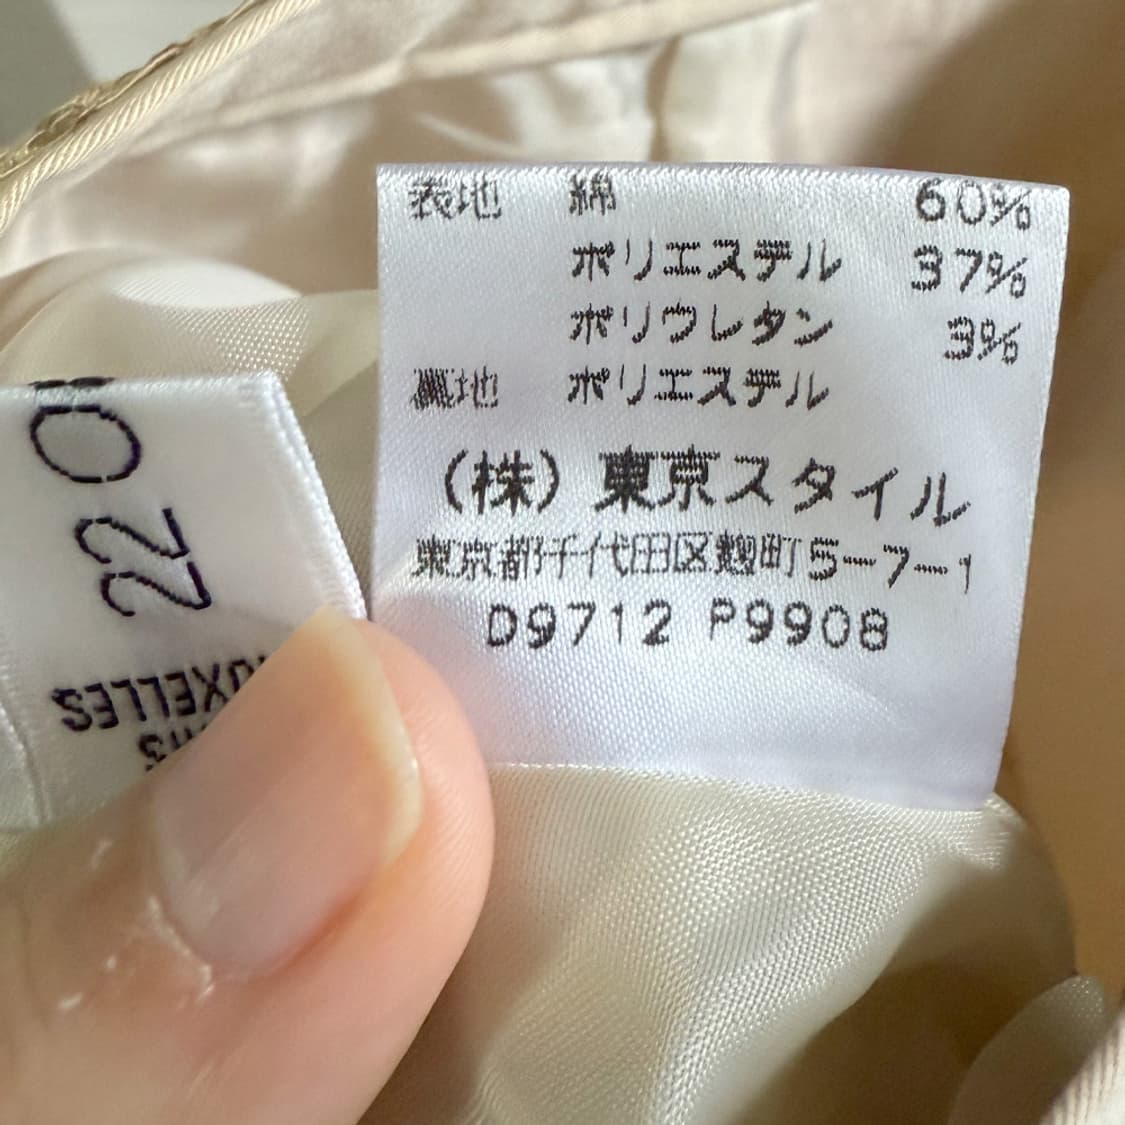 表地 綿 60%
ポリエステル 37%
ポリウレタン 3%
裏地 ポリエステル
(株) 東京スタイル
東京都千代田区麹町5-7-1
D9712 P9908
22